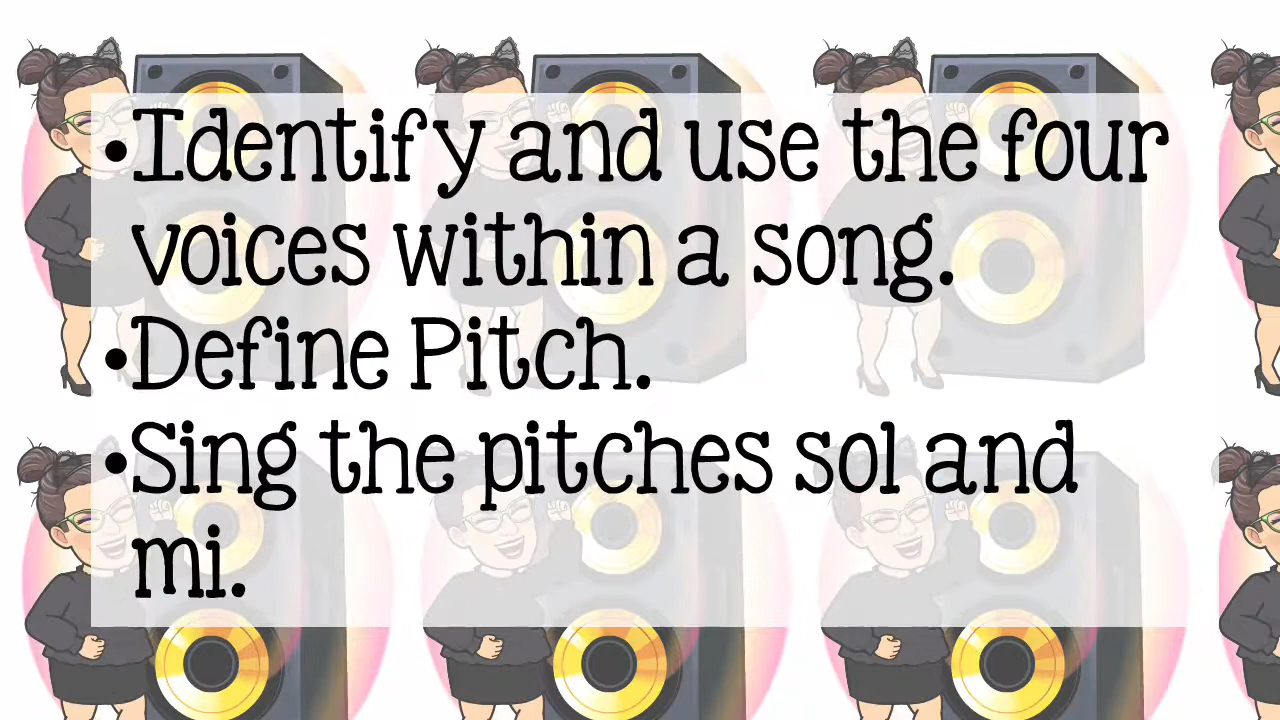 •Identify and use the four
voices within a song.
•Define Pitch.
•Sing the pitches sol and
mi.